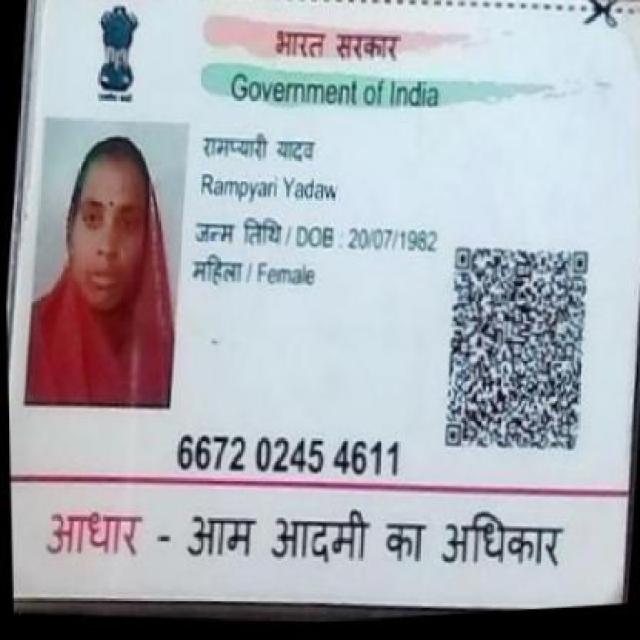 भारत सरकार
Government of India
रामप्यारी यादव
Rampyari Yadaw
जन्म तिथि / DOB : 20/07/1982
महिला / Female
6672 0245 4611
आधार - आम आदमी का अधिकार